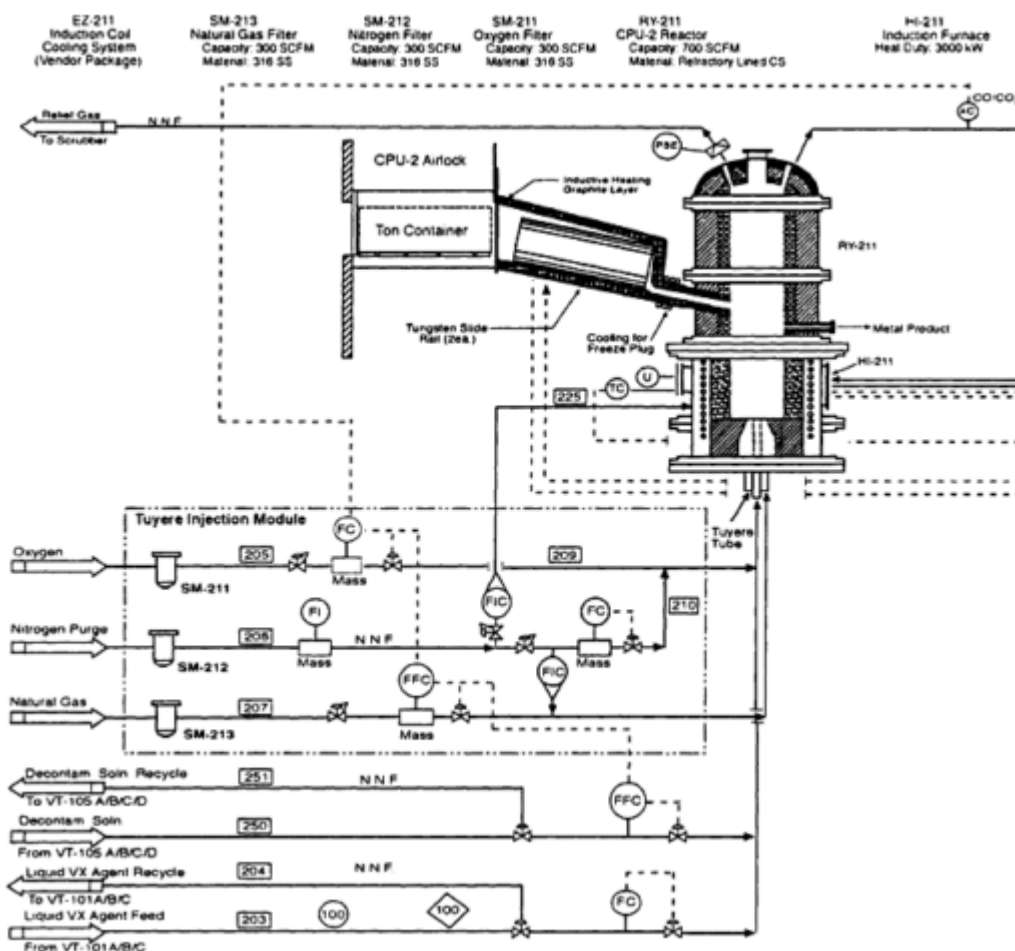 EZ-211
Induction Coil
Cooling System
(Vendor Package)
SM-213
Natural Gas Filter
Capacity: 300 SCFM
Material: 316 SS
SM-212
Nitrogen Filter
Capacity: 300 SCFM
Material: 316 SS
SM-211
Oxygen Filter
Capacity: 300 SCFM
Material: 316 SS
RY-211
CPU-2 Reactor
Capacity: 700 SCFM
Material: Refractory Lined CS
HI-211
Induction Furnace
Heat Duty: 3000 kW
CO/CO
Relief Gas
To Scrubber
N N F
PSE
CPU-2 Airlock
Inductive Heating
Graphite Layer
Ton Container
RY-211
Tungsten Slide
Rail (2ea.)
Cooling for
Freeze Plug
Metal Product
HI-211
U
TC
225
Tuyere
Tube
Tuyere Injection Module
Oxygen
205
SM-211
FC
Mass
209
FIC
FC
210
Nitrogen Purge
206
SM-212
FI
Mass
N N F
Mass
FIC
Natural Gas
207
SM-213
FFC
Mass
Decontam Soln Recycle
251
N N F
To VT-105 A/B/C/D
FFC
Decontam Soln
250
From VT-105 A/B/C/D
Liquid VX Agent Recycle
204
N N F
To VT-101A/B/C
FC
Liquid VX Agent Feed
203
100
100
From VT-101A/B/C